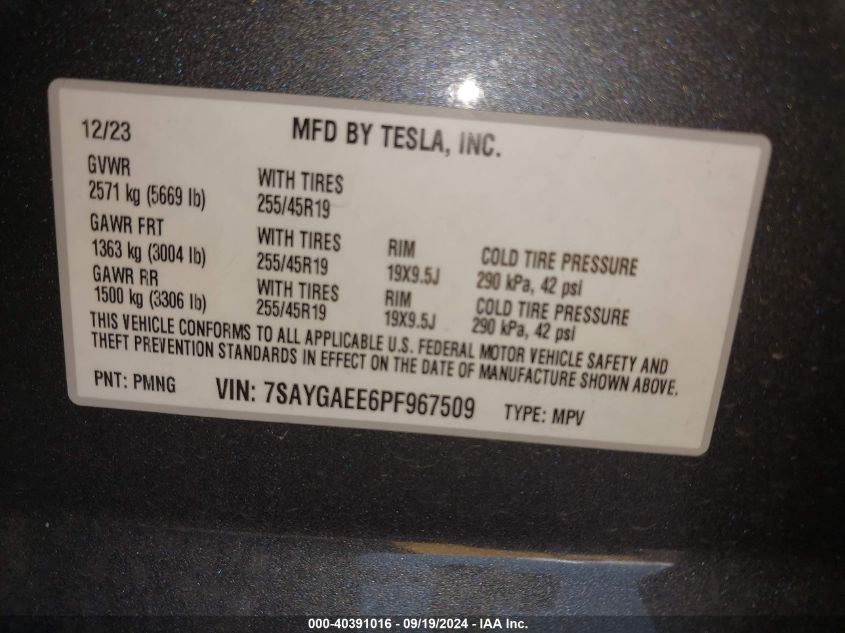 12/23 MFD BY TESLA, INC.
GVWR
2571 kg (5669 lb) WITH TIRES
255/45R19
GAWR FRT
1363 kg (3004 lb) WITH TIRES
255/45R19 RIM
19X9.5J COLD TIRE PRESSURE
290 kPa, 42 psi
GAWR RR
1500 kg (3306 lb) WITH TIRES
255/45R19 RIM
19X9.5J COLD TIRE PRESSURE
290 kPa, 42 psi
THIS VEHICLE CONFORMS TO ALL APPLICABLE U.S. FEDERAL MOTOR VEHICLE SAFETY AND
THEFT PREVENTION STANDARDS IN EFFECT ON THE DATE OF MANUFACTURE SHOWN ABOVE.
PNT: PMNG VIN: 7SAYGAEE6PF967509 TYPE: MPV
000-40391016 - 09/19/2024 - IAA Inc.